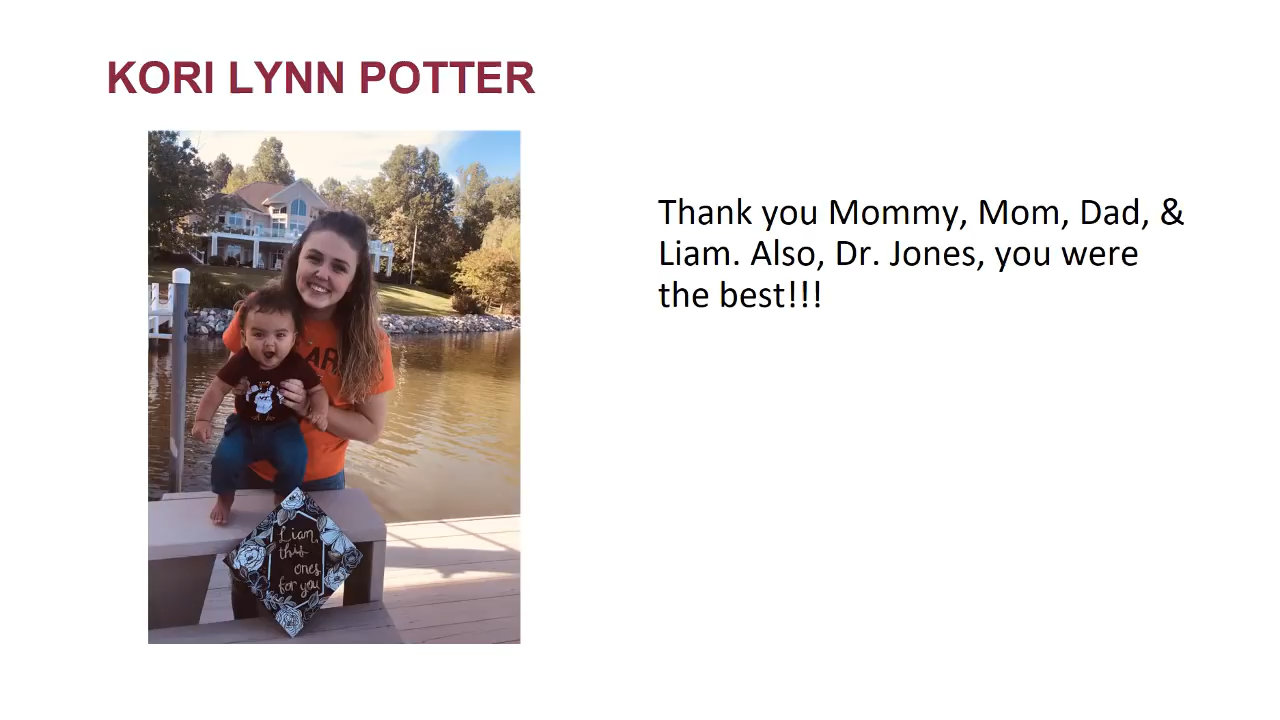 KORI LYNN POTTER
Thank you Mommy, Mom, Dad, &
Liam. Also, Dr. Jones, you were
the best!!!
AR
Liam,
this
ones
for you